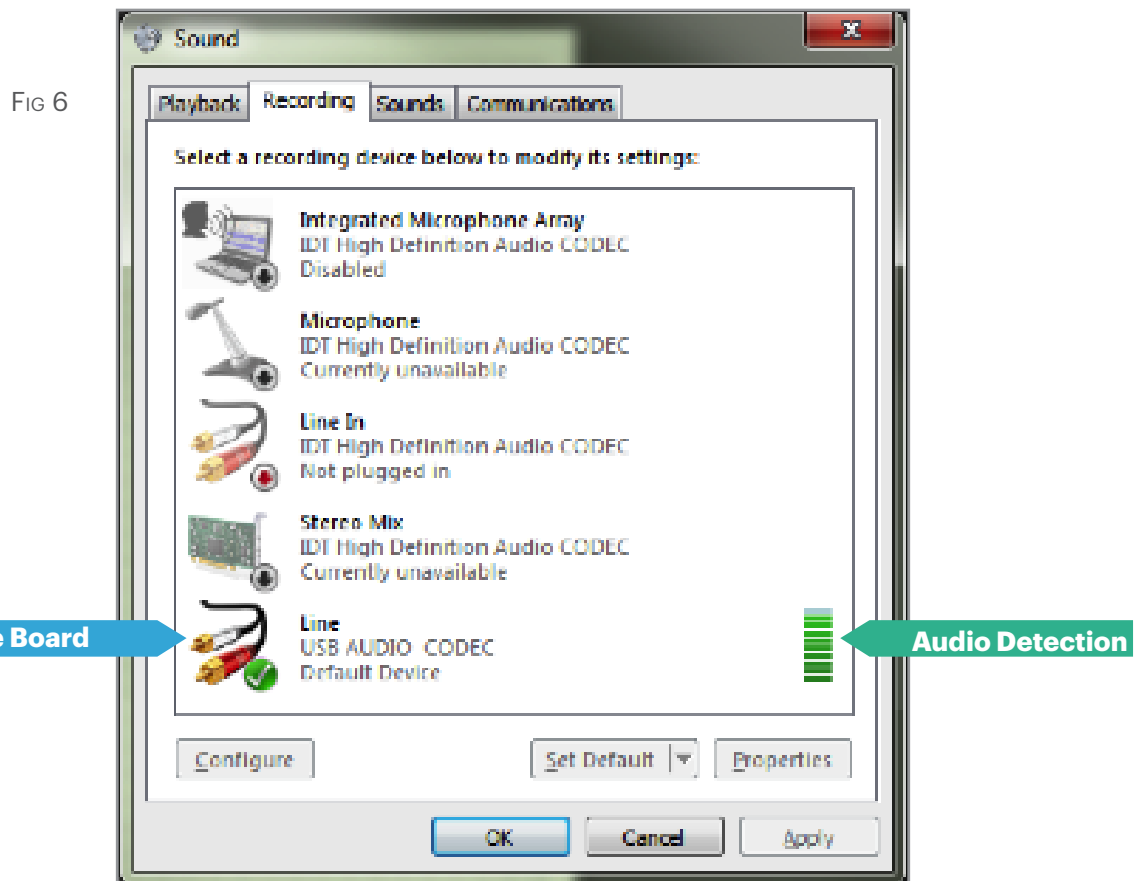 Sound
FIG 6
Playback Recording Sounds Communications
Select a recording device below to modify its settings:
Integrated Microphone Array
IDT High Definition Audio CODEC
Disabled
Microphone
IDT High Definition Audio CODEC
Currently unavailable
Line In
IDT High Definition Audio CODEC
Not plugged in
Stereo Mix
IDT High Definition Audio CODEC
Currently unavailable
Board
Line
USB AUDIO CODEC
Default Device
Audio Detection
Configure Set Default Properties
OK Cancel Apply